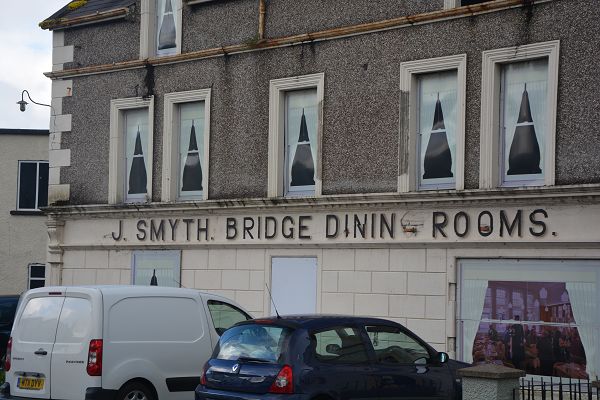 J. SMYTH. BRIDGE DININ ROOMS.